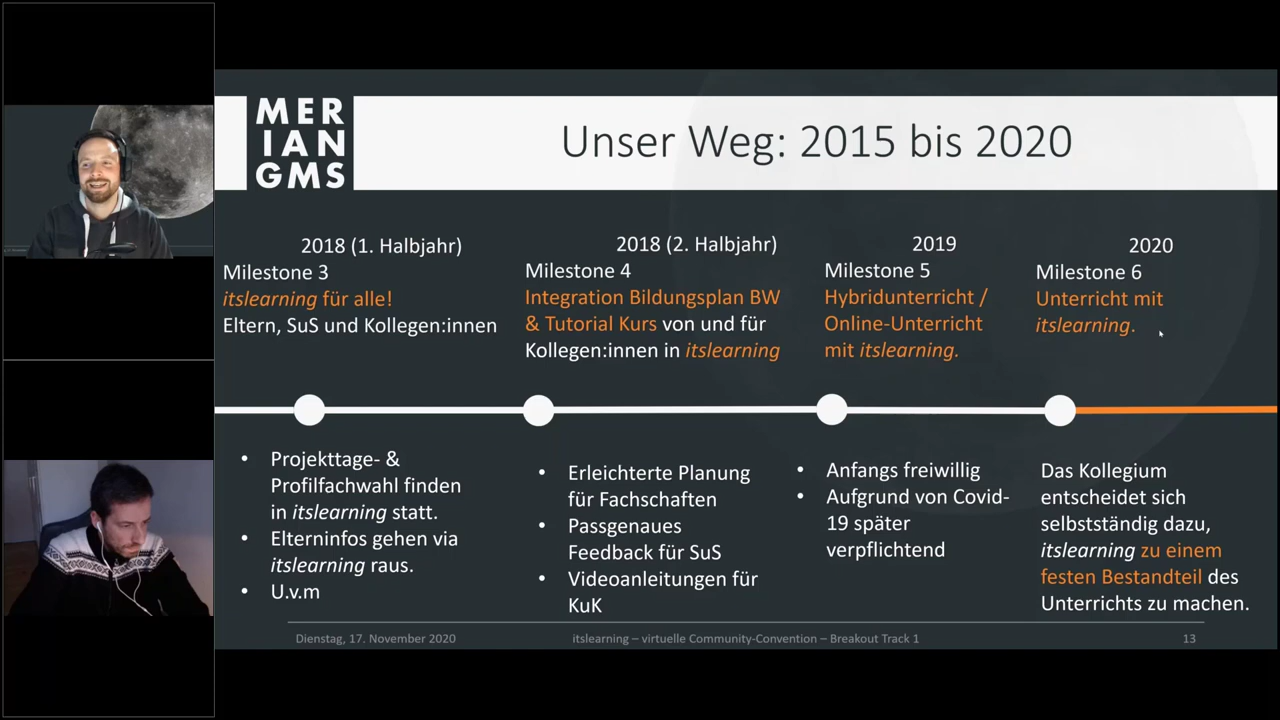 MER
IAN
GMS
Unser Weg: 2015 bis 2020
2018 (1. Halbjahr)
Milestone 3
itslearning für alle!
Eltern, SuS und Kollegen:innen
2018 (2. Halbjahr)
Milestone 4
Integration Bildungsplan BW
& Tutorial Kurs von und für
Kollegen:innen in itslearning
2019
Milestone 5
Hybridunterricht /
Online-Unterricht
mit itslearning.
2020
Milestone 6
Unterricht mit
itslearning.
• Projekttage- &
Profilfachwahl finden
in itslearning statt.
• Elterninfos gehen via
itslearning raus.
• U.v.m
• Erleichterte Planung
für Fachschaften
• Passgenaues
Feedback für SuS
• Videoanleitungen für
KuK
• Anfangs freiwillig
• Aufgrund von Covid-
19 später
verpflichtend
Das Kollegium
entscheidet sich
selbstständig dazu,
itslearning zu einem
festen Bestandteil des
Unterrichts zu machen.
Dienstag, 17. November 2020
itslearning – virtuelle Community-Convention – Breakout Track 1
13